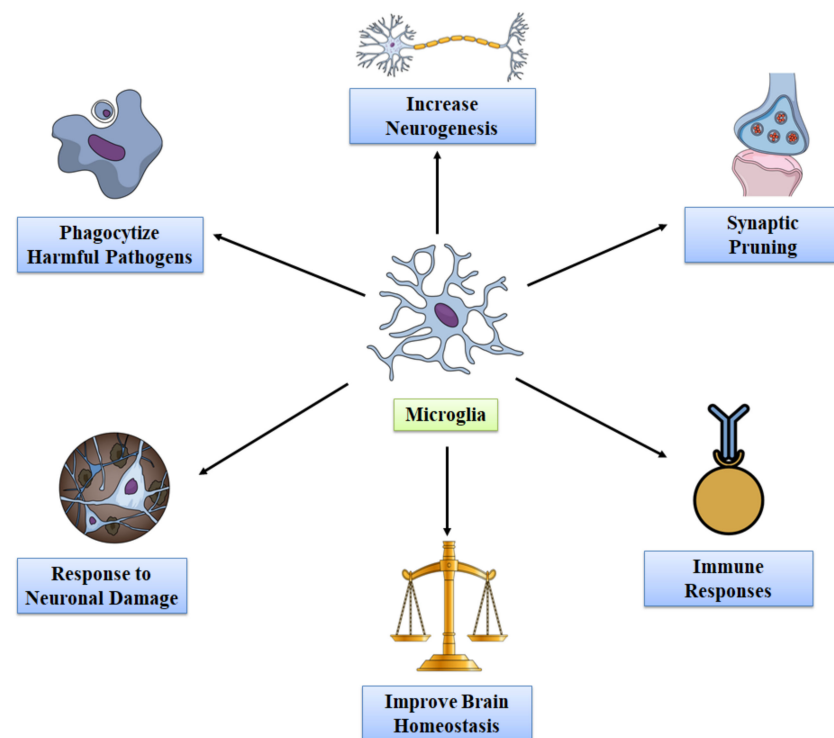 Increase
Neurogenesis
Phagocytize
Harmful Pathogens
Synaptic
Pruning
Microglia
Response to
Neuronal Damage
Immune
Responses
Improve Brain
Homeostasis